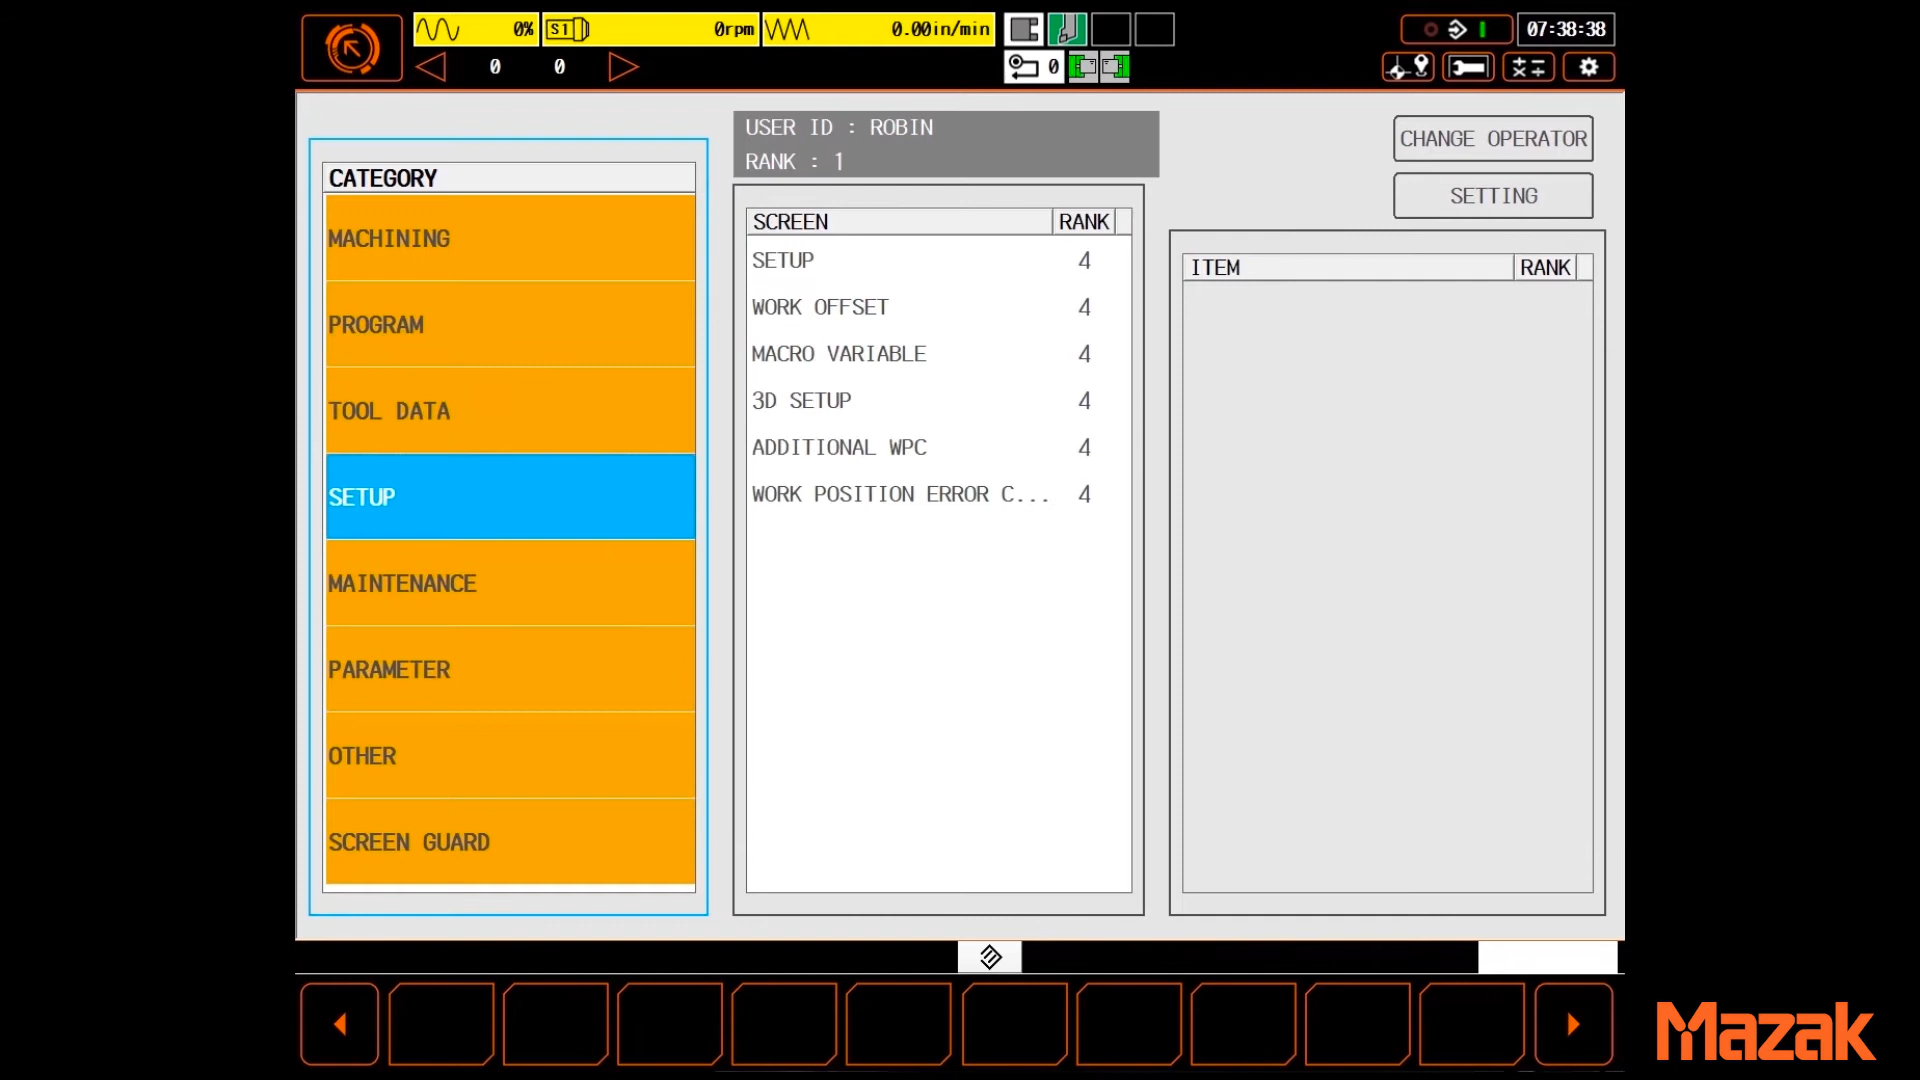 0%
S1
0rpm
0.00in/min
07:38:38
0
0
0
USER ID : ROBIN
RANK : 1
CHANGE OPERATOR
SETTING
CATEGORY
MACHINING
PROGRAM
TOOL DATA
SETUP
MAINTENANCE
PARAMETER
OTHER
SCREEN GUARD
SCREEN RANK
SETUP 4
WORK OFFSET 4
MACRO VARIABLE 4
3D SETUP 4
ADDITIONAL WPC 4
WORK POSITION ERROR C... 4
ITEM RANK
Mazak